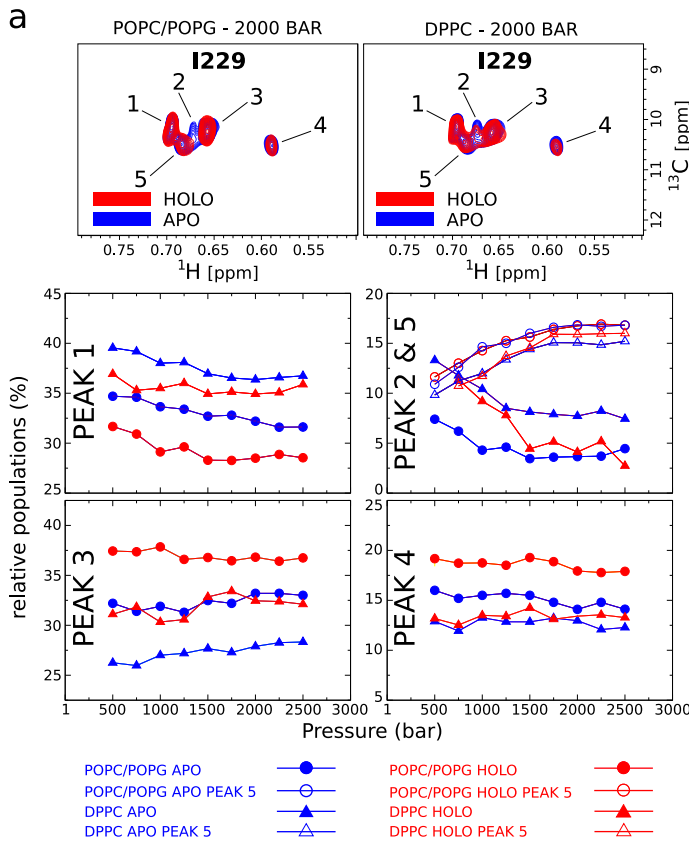 a
POPC/POPG - 2000 BAR
DPPC - 2000 BAR
I229
1
2
3
4
5
HOLO
APO
I229
1
2
3
4
5
HOLO
APO
9
10
11
12
13C [ppm]
0.75 0.70 0.65 0.60 0.55
0.75 0.70 0.65 0.60 0.55
1H [ppm]
1H [ppm]
relative populations (%)
45
40
35
30
25
PEAK 1
20
15
10
5
0
PEAK 2 & 5
40
35
30
25
PEAK 3
25
20
15
10
5
PEAK 4
1 500 1000 1500 2000 2500 3000
1 500 1000 1500 2000 2500 3000
Pressure (bar)
POPC/POPG APO
POPC/POPG APO PEAK 5
DPPC APO
DPPC APO PEAK 5
POPC/POPG HOLO
POPC/POPG HOLO PEAK 5
DPPC HOLO
DPPC HOLO PEAK 5